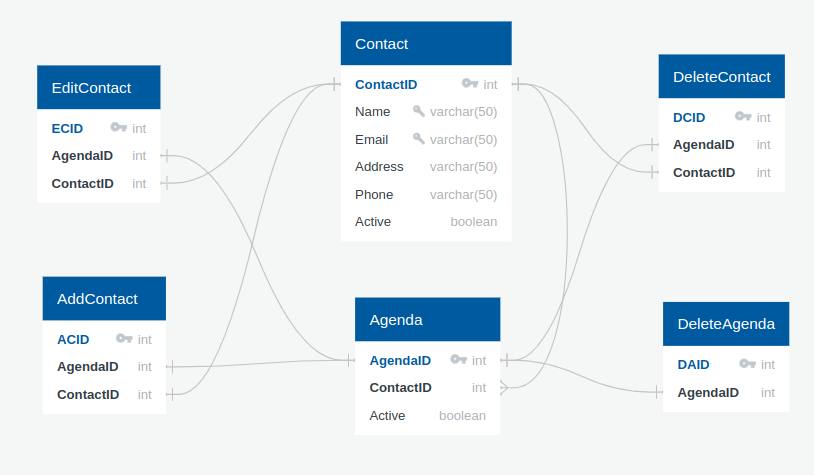 EditContact
ECID int
AgendaID int
ContactID int
AddContact
ACID int
AgendaID int
ContactID int
Contact
ContactID int
Name varchar(50)
Email varchar(50)
Address varchar(50)
Phone varchar(50)
Active boolean
Agenda
AgendaID int
ContactID int
Active boolean
DeleteContact
DCID int
AgendaID int
ContactID int
DeleteAgenda
DAID int
AgendaID int